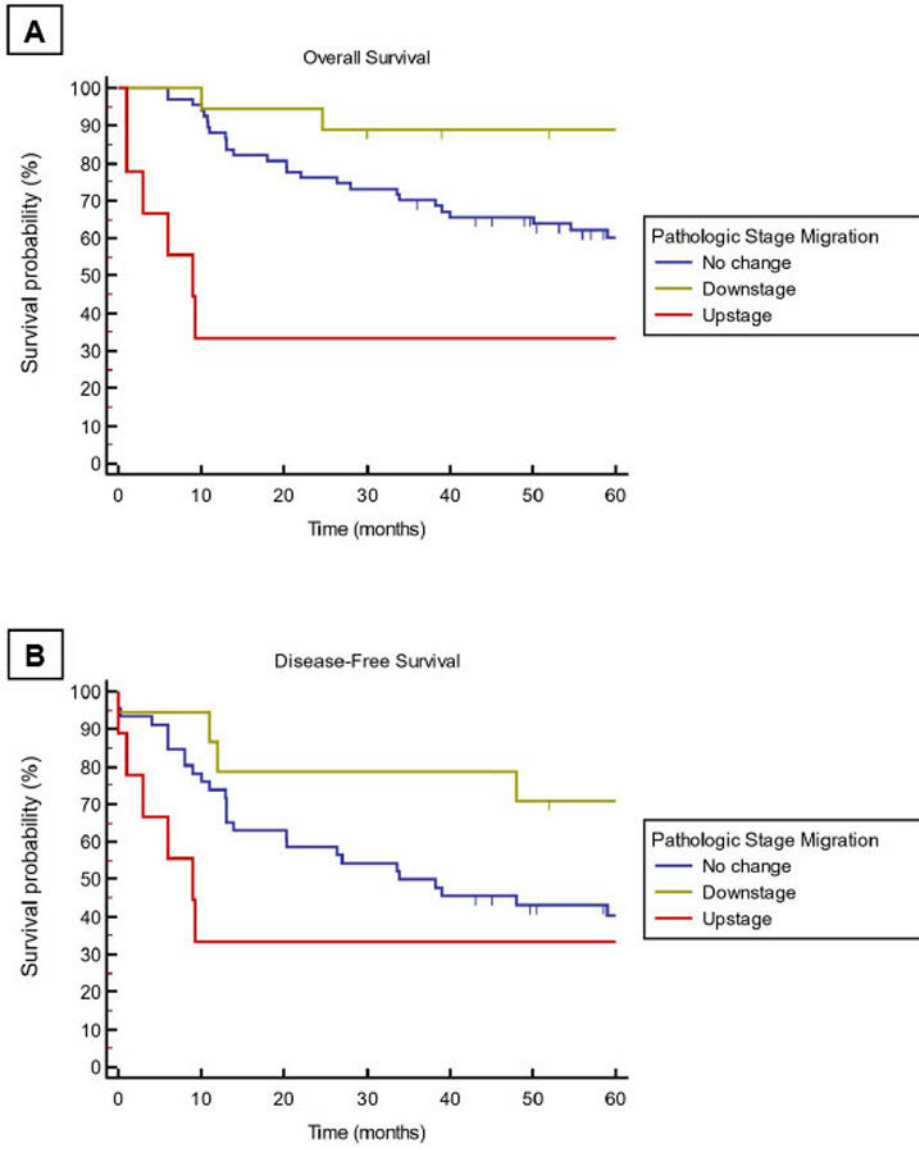 A
Overall Survival
Survival probability (%)
100
90
80
70
60
50
40
30
20
10
0
0 10 20 30 40 50 60
Time (months)
Pathologic Stage Migration
No change
Downstage
Upstage
B
Disease-Free Survival
Survival probability (%)
100
90
80
70
60
50
40
30
20
10
0
0 10 20 30 40 50 60
Time (months)
Pathologic Stage Migration
No change
Downstage
Upstage